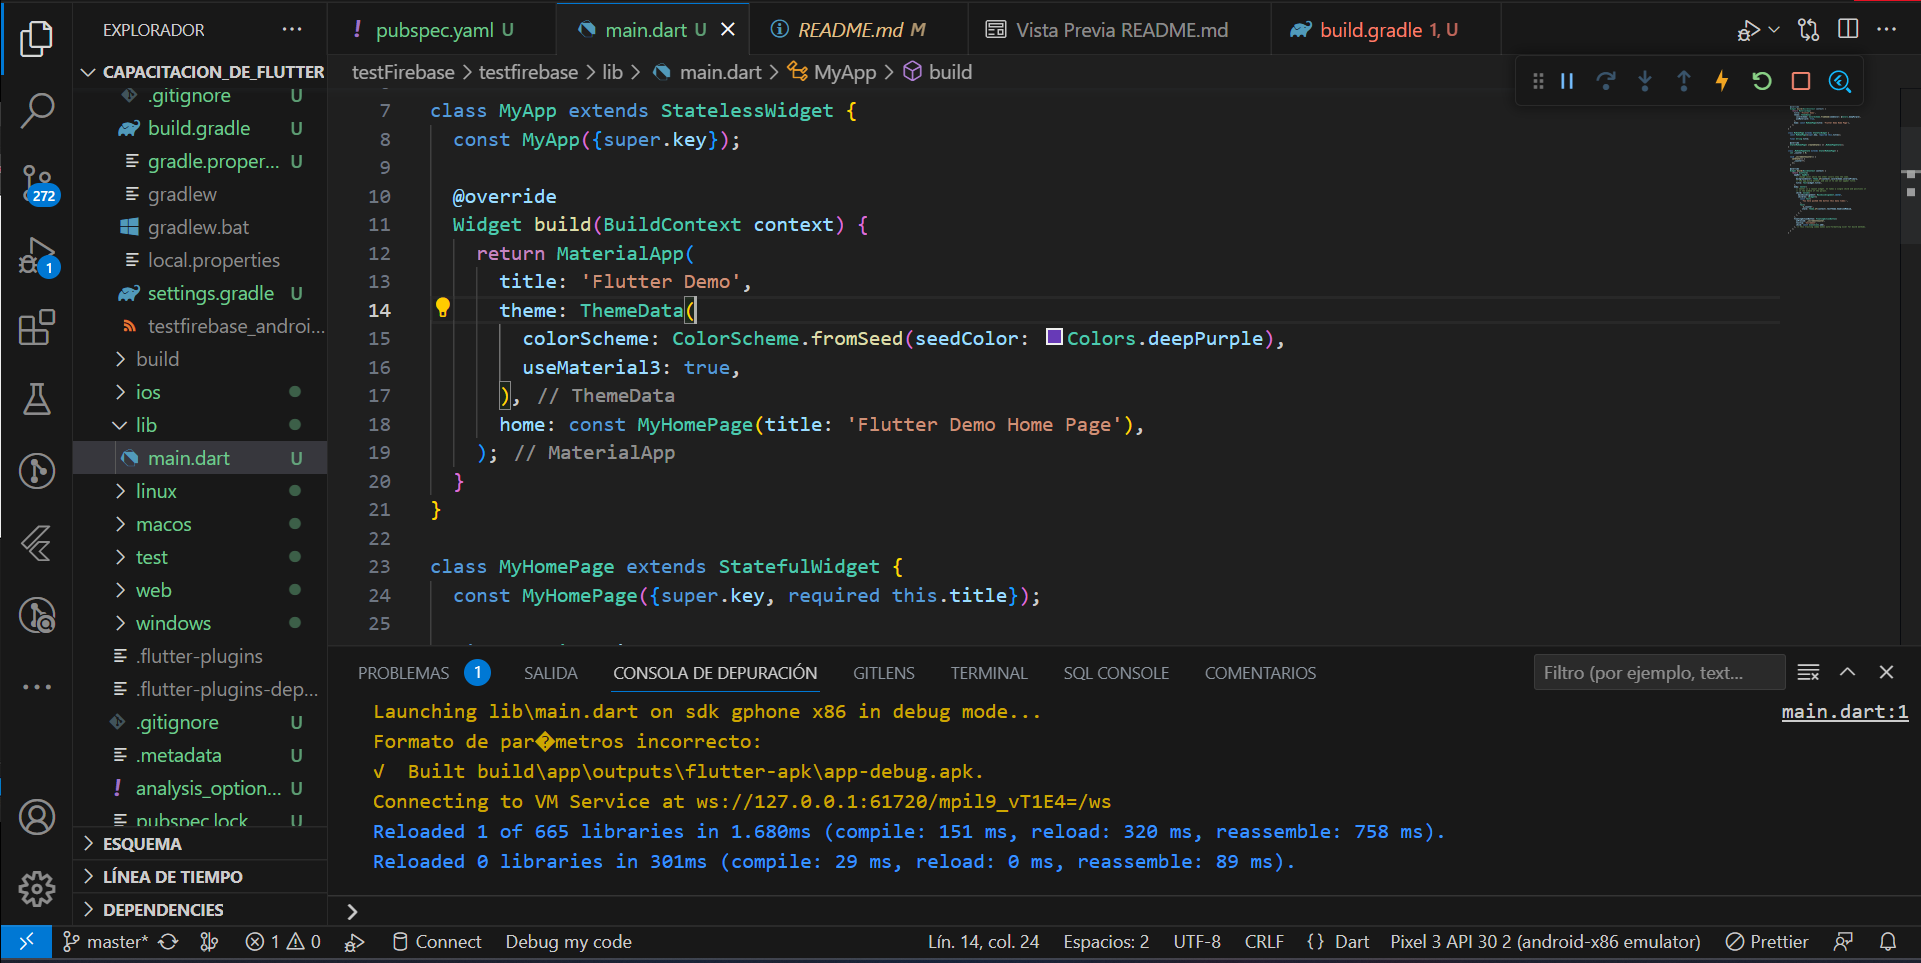 EXPLORADOR
pubspec.yaml U
main.dart U
README.md M
Vista Previa README.md
build.gradle 1, U
CAPACITACION_DE_FLUTTER
testFirebase > testfirebase > lib > main.dart > MyApp > build
.gitignore U
build.gradle U
gradle.proper... U
gradlew
gradlew.bat
local.properties
settings.gradle U
testfirebase_androi...
build
ios
lib
main.dart U
linux
macos
test
web
windows
.flutter-plugins
.flutter-plugins-dep...
.gitignore U
.metadata U
analysis_option... U
pubspec.lock U
ESQUEMA
LÍNEA DE TIEMPO
DEPENDENCIES
272
1
7 class MyApp extends StatelessWidget {
8 const MyApp({super.key});
9
10 @override
11 Widget build(BuildContext context) {
12 return MaterialApp(
13 title: 'Flutter Demo',
14 theme: ThemeData(
15 colorScheme: ColorScheme.fromSeed(seedColor: Colors.deepPurple),
16 useMaterial3: true,
17 ), // ThemeData
18 home: const MyHomePage(title: 'Flutter Demo Home Page'),
19 ); // MaterialApp
20 }
21 }
22
23 class MyHomePage extends StatefulWidget {
24 const MyHomePage({super.key, required this.title});
25
PROBLEMAS 1 SALIDA CONSOLA DE DEPURACIÓN GITLENS TERMINAL SQL CONSOLE COMENTARIOS
Filtro (por ejemplo, text...
Launching lib\main.dart on sdk gphone x86 in debug mode...
main.dart:1
Formato de par�metros incorrecto:
√ Built build\app\outputs\flutter-apk\app-debug.apk.
Connecting to VM Service at ws://127.0.0.1:61720/mpil9_vT1E4=/ws
Reloaded 1 of 665 libraries in 1.680ms (compile: 151 ms, reload: 320 ms, reassemble: 758 ms).
Reloaded 0 libraries in 301ms (compile: 29 ms, reload: 0 ms, reassemble: 89 ms).
master* 1 0 Connect Debug my code Lín. 14, col. 24 Espacios: 2 UTF-8 CRLF {} Dart Pixel 3 API 30 2 (android-x86 emulator) Prettier